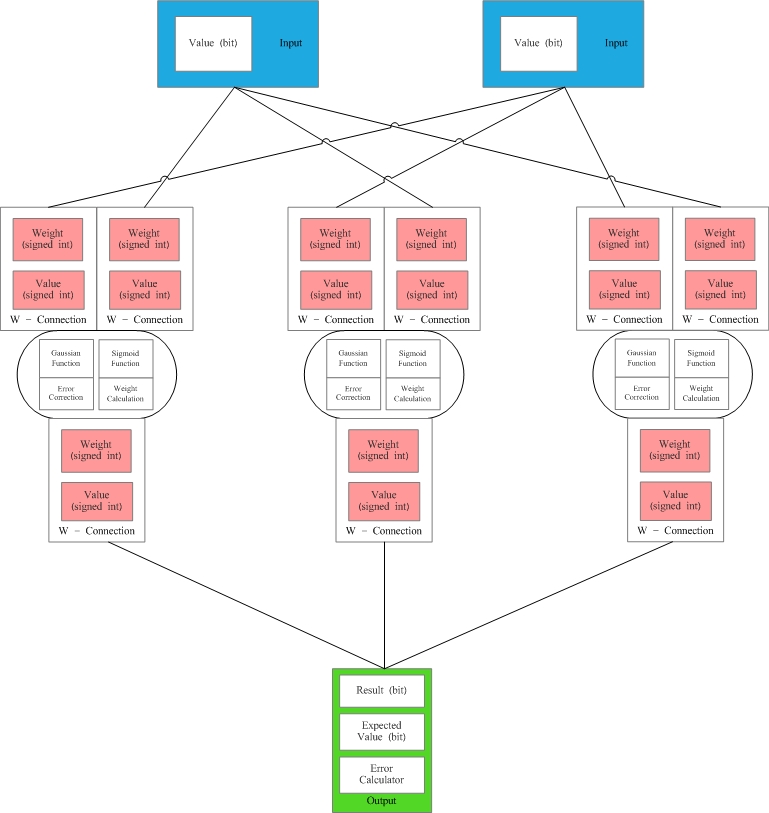 Value (bit)
Input
Value (bit)
Input
Weight
(signed int)
Value
(signed int)
W - Connection
Weight
(signed int)
Value
(signed int)
W - Connection
Weight
(signed int)
Value
(signed int)
W - Connection
Weight
(signed int)
Value
(signed int)
W - Connection
Weight
(signed int)
Value
(signed int)
W - Connection
Weight
(signed int)
Value
(signed int)
W - Connection
Gaussian
Function
Sigmoid
Function
Error
Correction
Weight
Calculation
Gaussian
Function
Sigmoid
Function
Error
Correction
Weight
Calculation
Gaussian
Function
Sigmoid
Function
Error
Correction
Weight
Calculation
Weight
(signed int)
Value
(signed int)
W - Connection
Weight
(signed int)
Value
(signed int)
W - Connection
Weight
(signed int)
Value
(signed int)
W - Connection
Result (bit)
Expected
Value (bit)
Error
Calculator
Output